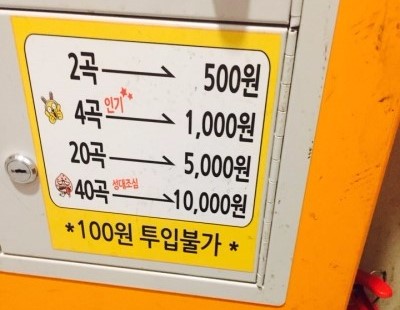 2곡 → 500원
4곡 인기 → 1,000원
20곡 → 5,000원
40곡 성대조심 → 10,000원
*100원 투입불가*